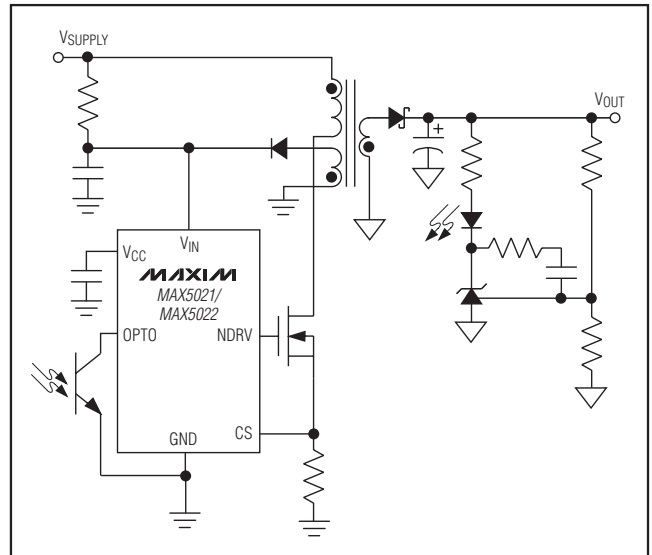 VSUPPLY
VOUT
VCC
VIN
MAXIM
MAX5021/
MAX5022
OPTO
NDRV
GND
CS
+